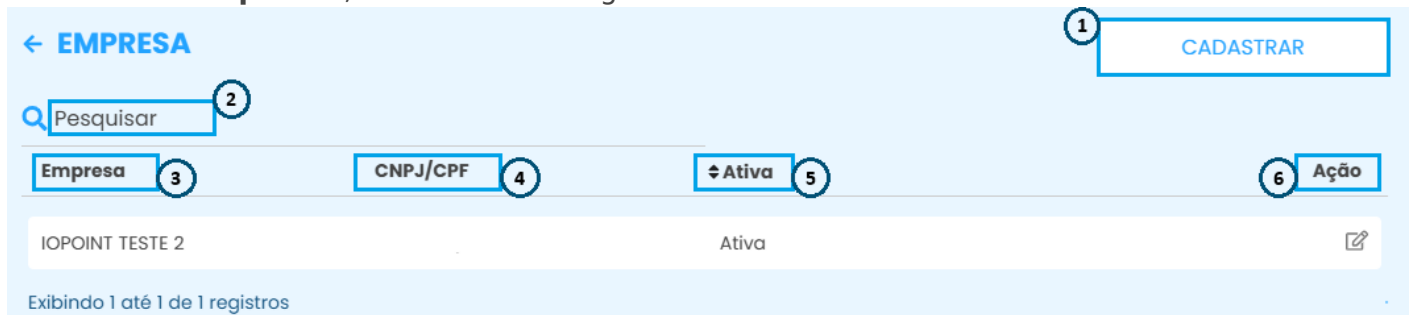 ← EMPRESA
1
CADASTRAR
Pesquisar
2
Empresa
3
CNPJ/CPF
4
Ativa
5
6
Ação
IOPOINT TESTE 2
Ativa
Exibindo 1 até 1 de 1 registros